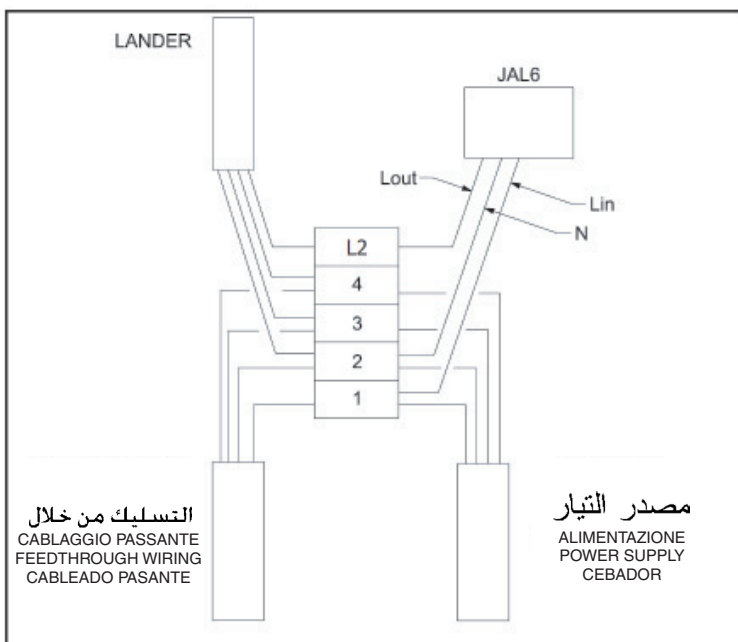 LANDER
JAL6
Lout
Lin
N
L2
4
3
2
1
التسليك من خلال
CABLAGGIO PASSANTE
FEEDTHROUGH WIRING
CABLEADO PASANTE
مصدر التيار
ALIMENTAZIONE
POWER SUPPLY
CEBADOR